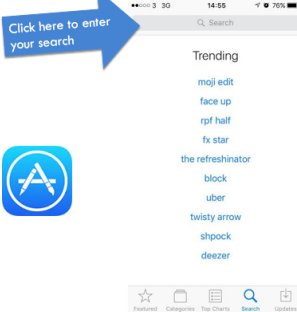 Click here to enter
your search
3 3G 14:55 76%
Search
Trending
moji edit
face up
rpf half
fx star
the refreshinator
block
uber
twisty arrow
shpock
deezer
Featured Categories Top Charts Search Updates